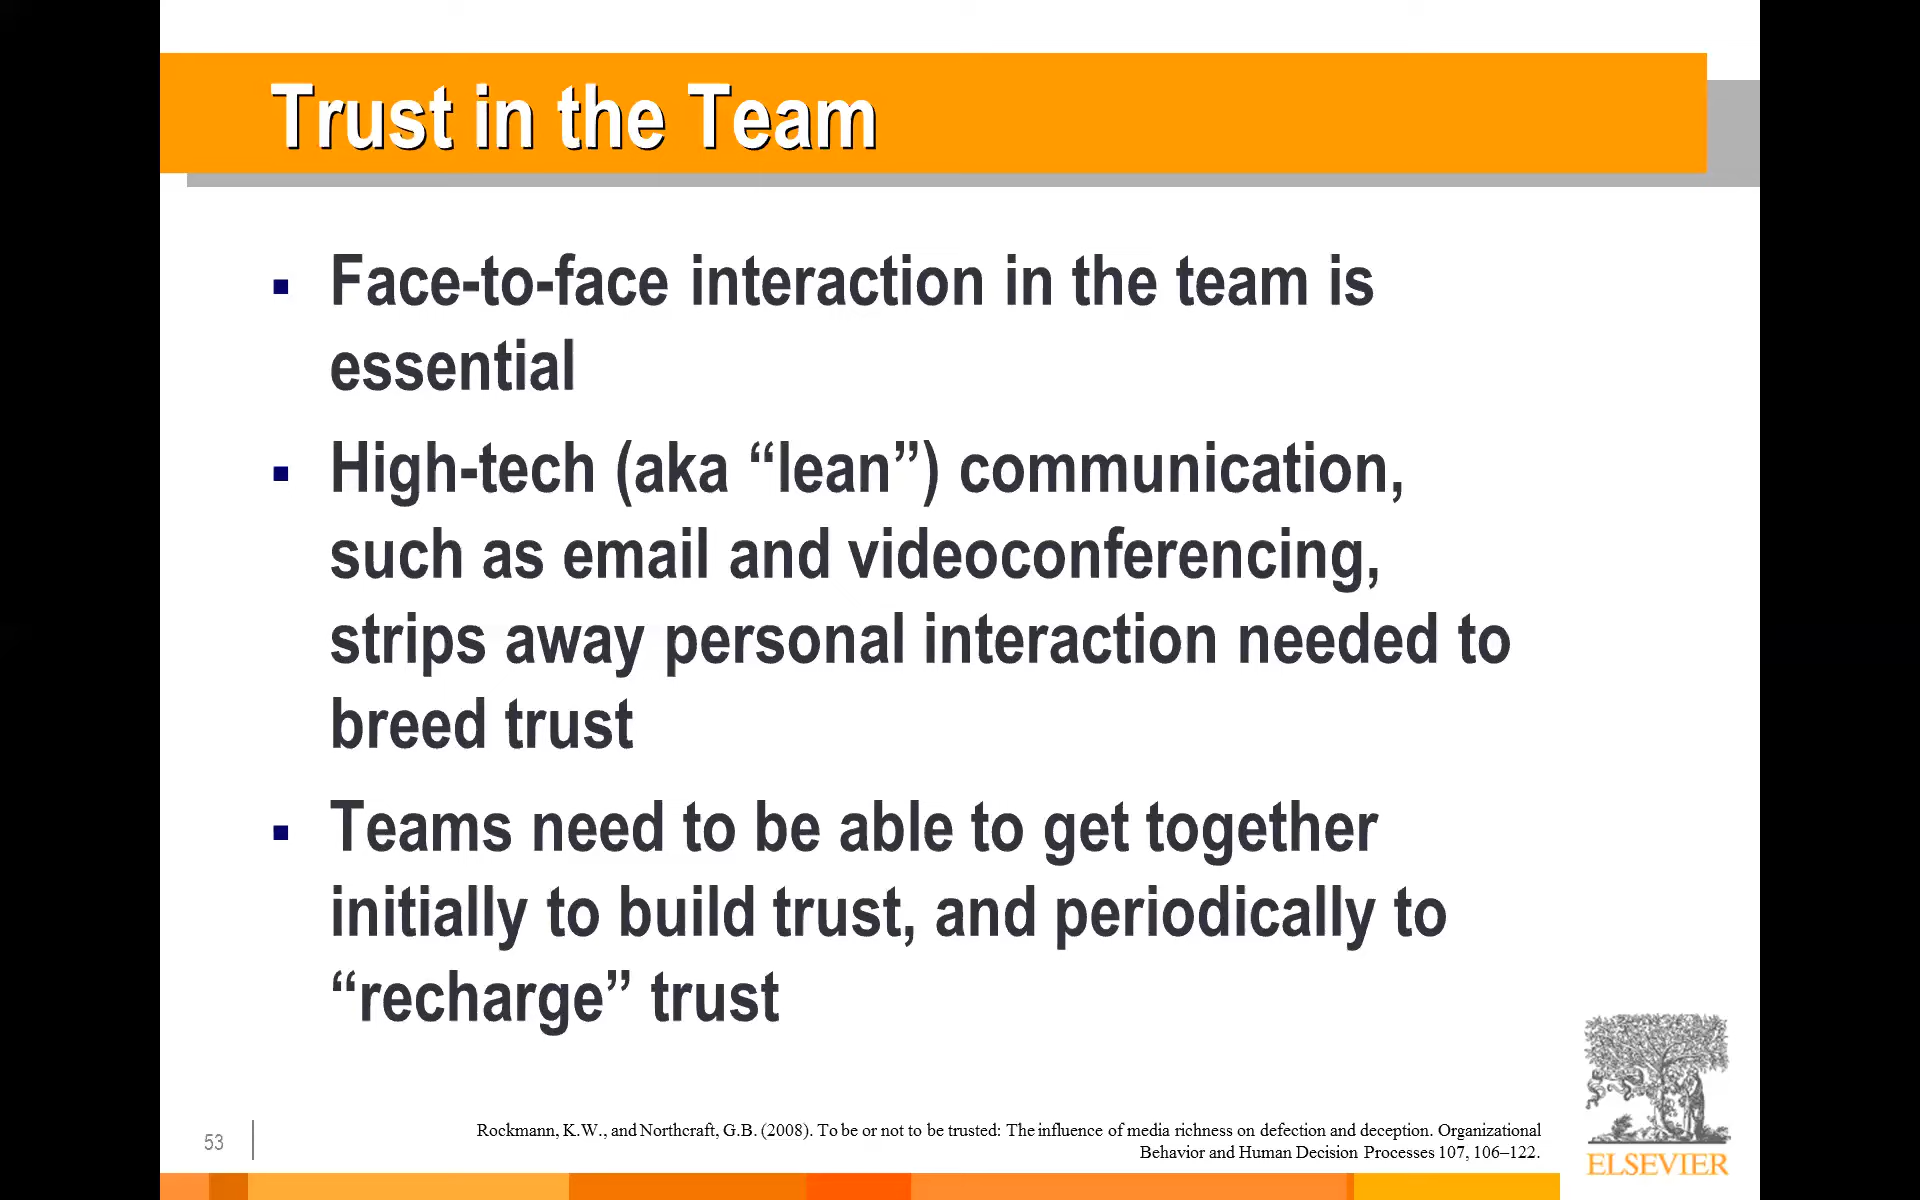 Trust in the Team
▪ Face-to-face interaction in the team is
essential
▪ High-tech (aka “lean”) communication,
such as email and videoconferencing,
strips away personal interaction needed to
breed trust
▪ Teams need to be able to get together
initially to build trust, and periodically to
“recharge” trust
53
Rockmann, K.W., and Northcraft, G.B. (2008). To be or not to be trusted: The influence of media richness on defection and deception. Organizational
Behavior and Human Decision Processes 107, 106–122.
ELSEVIER